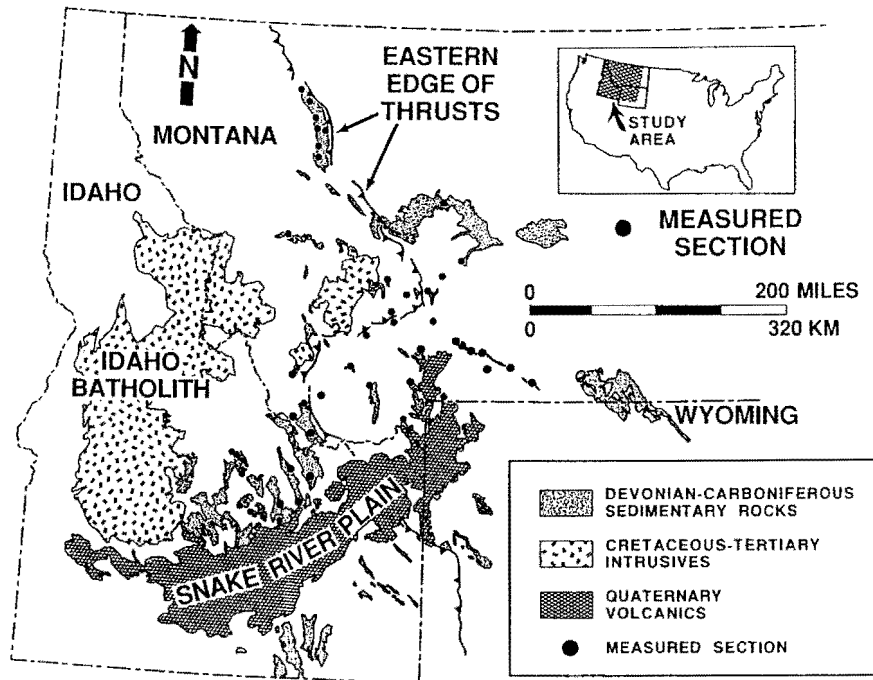 N
EASTERN
EDGE OF
THRUSTS
MONTANA
STUDY
AREA
IDAHO
MEASURED
SECTION
0 200 MILES
0 320 KM
IDAHO
BATHOLITH
WYOMING
SNAKE RIVER PLAIN
DEVONIAN-CARBONIFEROUS
SEDIMENTARY ROCKS
CRETACEOUS-TERTIARY
INTRUSIVES
QUATERNARY
VOLCANICS
MEASURED SECTION